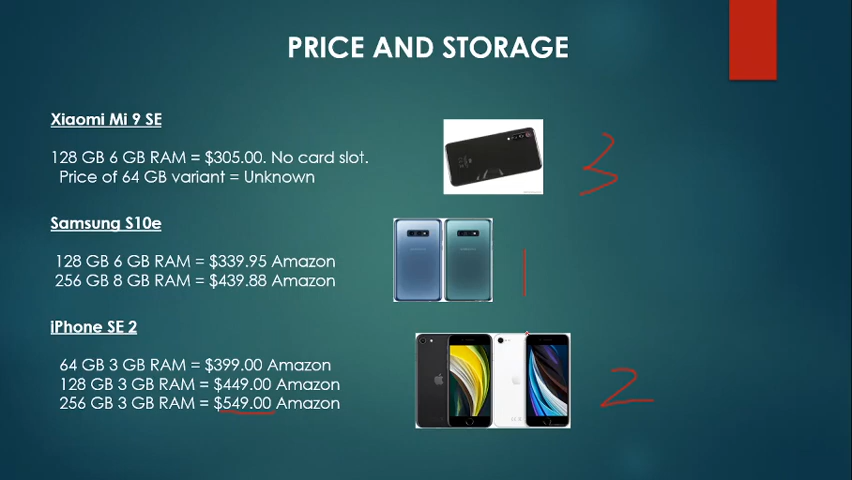 PRICE AND STORAGE
Xiaomi Mi 9 SE
128 GB 6 GB RAM = $305.00. No card slot.
Price of 64 GB variant = Unknown
3
Samsung S10e
128 GB 6 GB RAM = $339.95 Amazon
256 GB 8 GB RAM = $439.88 Amazon
1
iPhone SE 2
64 GB 3 GB RAM = $399.00 Amazon
128 GB 3 GB RAM = $449.00 Amazon
256 GB 3 GB RAM = $549.00 Amazon
2